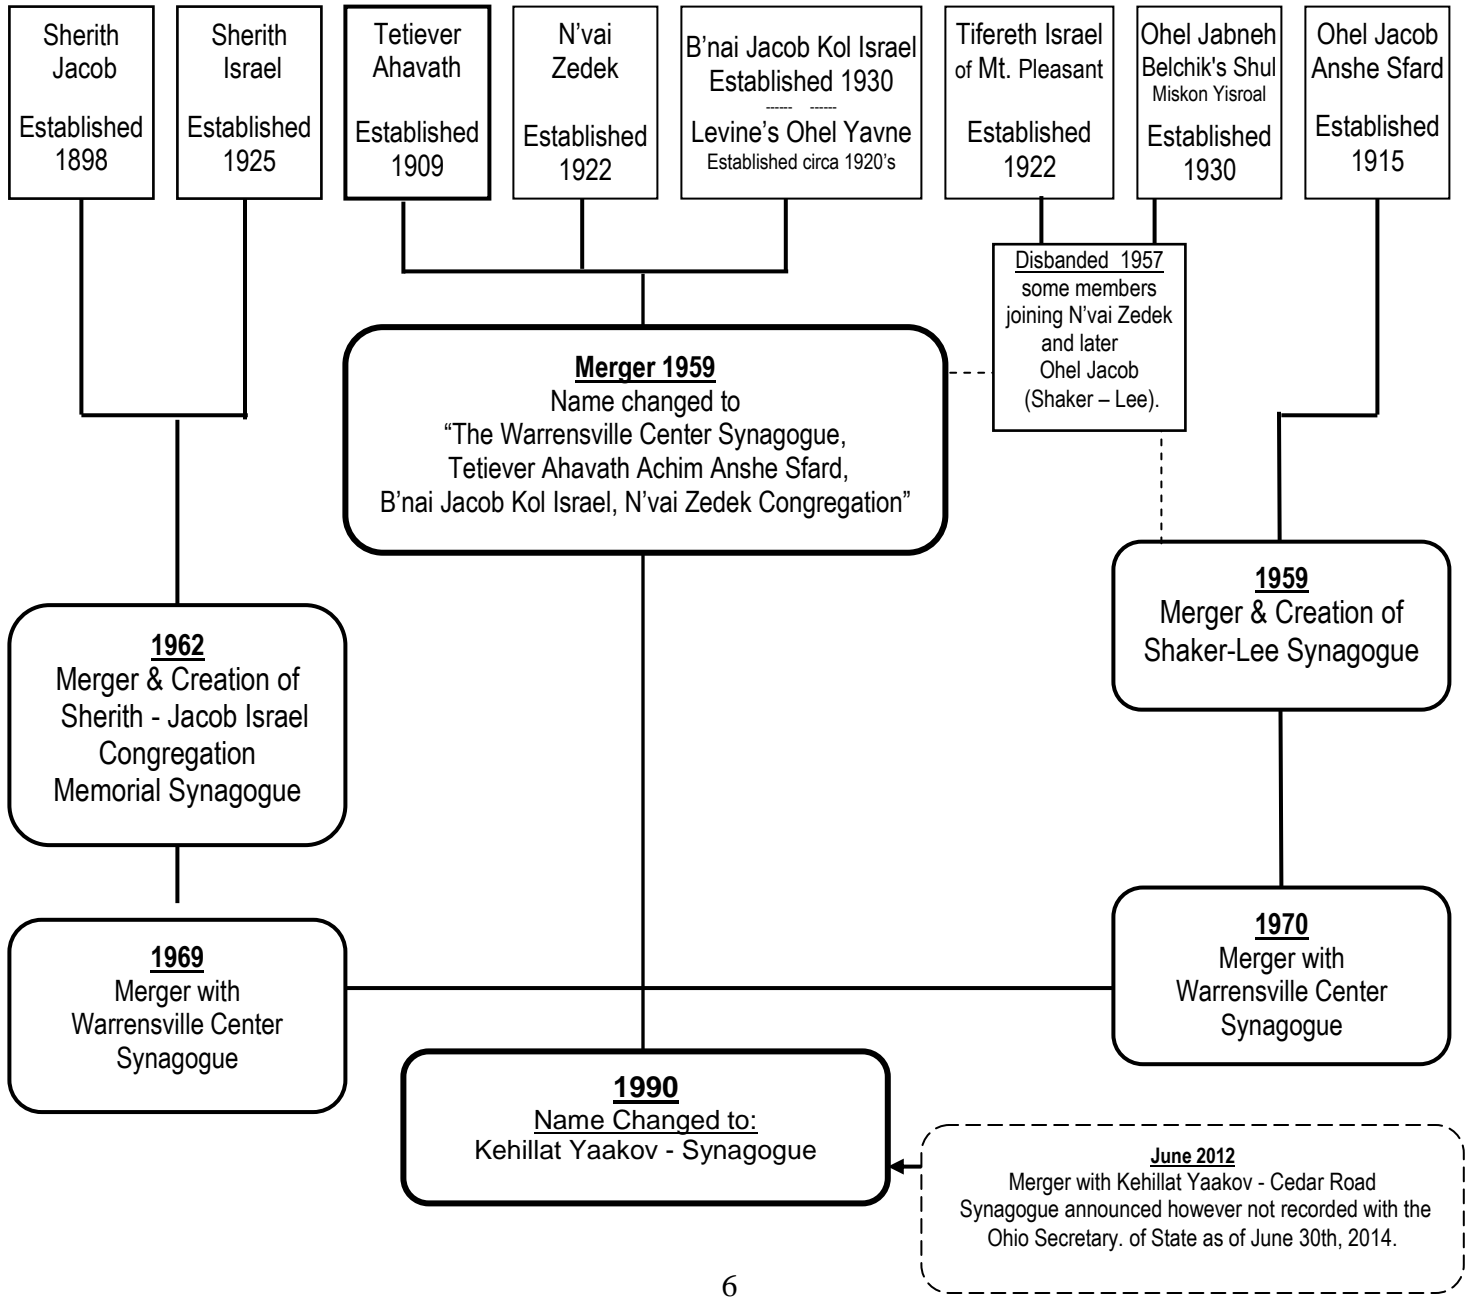 Sherith
Jacob
Established
1898
Sherith
Israel
Established
1925
Tetiever
Ahavath
Established
1909
N'vai
Zedek
Established
1922
B'nai Jacob Kol Israel
Established 1930
------ ------
Levine's Ohel Yavne
Established circa 1920's
Tifereth Israel
of Mt. Pleasant
Established
1922
Ohel Jabneh
Belchik's Shul
Miskon Yisroal
Established
1930
Ohel Jacob
Anshe Sfard
Established
1915
Disbanded 1957
some members
joining N'vai Zedek
and later
Ohel Jacob
(Shaker – Lee).
Merger 1959
Name changed to
“The Warrensville Center Synagogue,
Tetiever Ahavath Achim Anshe Sfard,
B'nai Jacob Kol Israel, N'vai Zedek Congregation”
1959
Merger & Creation of
Shaker-Lee Synagogue
1962
Merger & Creation of
Sherith - Jacob Israel
Congregation
Memorial Synagogue
1969
Merger with
Warrensville Center
Synagogue
1970
Merger with
Warrensville Center
Synagogue
1990
Name Changed to:
Kehillat Yaakov - Synagogue
June 2012
Merger with Kehillat Yaakov - Cedar Road
Synagogue announced however not recorded with the
Ohio Secretary. of State as of June 30th, 2014.
6